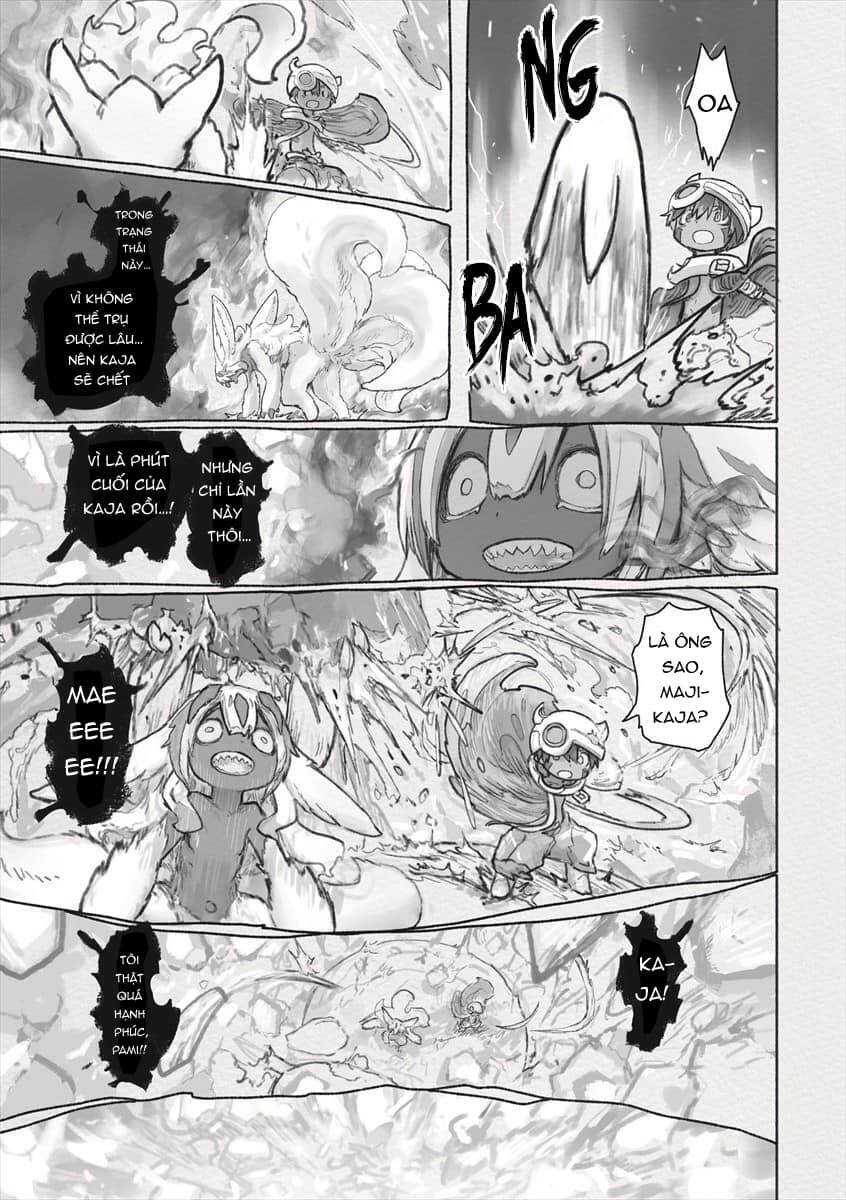 OA
NG
BA
TRONG
TRẠNG
THÁI
NÀY...
VÌ KHÔNG
THỂ TRỤ
ĐƯỢC LÂU...
NÊN KAJA
SẼ CHẾT
NHƯNG
CHỈ LẦN
NÀY
THÔI...
VÌ LÀ PHÚT
CUỐI CỦA
KAJA RỒI...!
LÀ ÔNG
SAO,
MAJI-
KAJA?
MAE
EEE
EE!!!
KA-
JA!
TÔI
THẬT
QUÁ
HẠNH
PHÚC,
PAMI!!